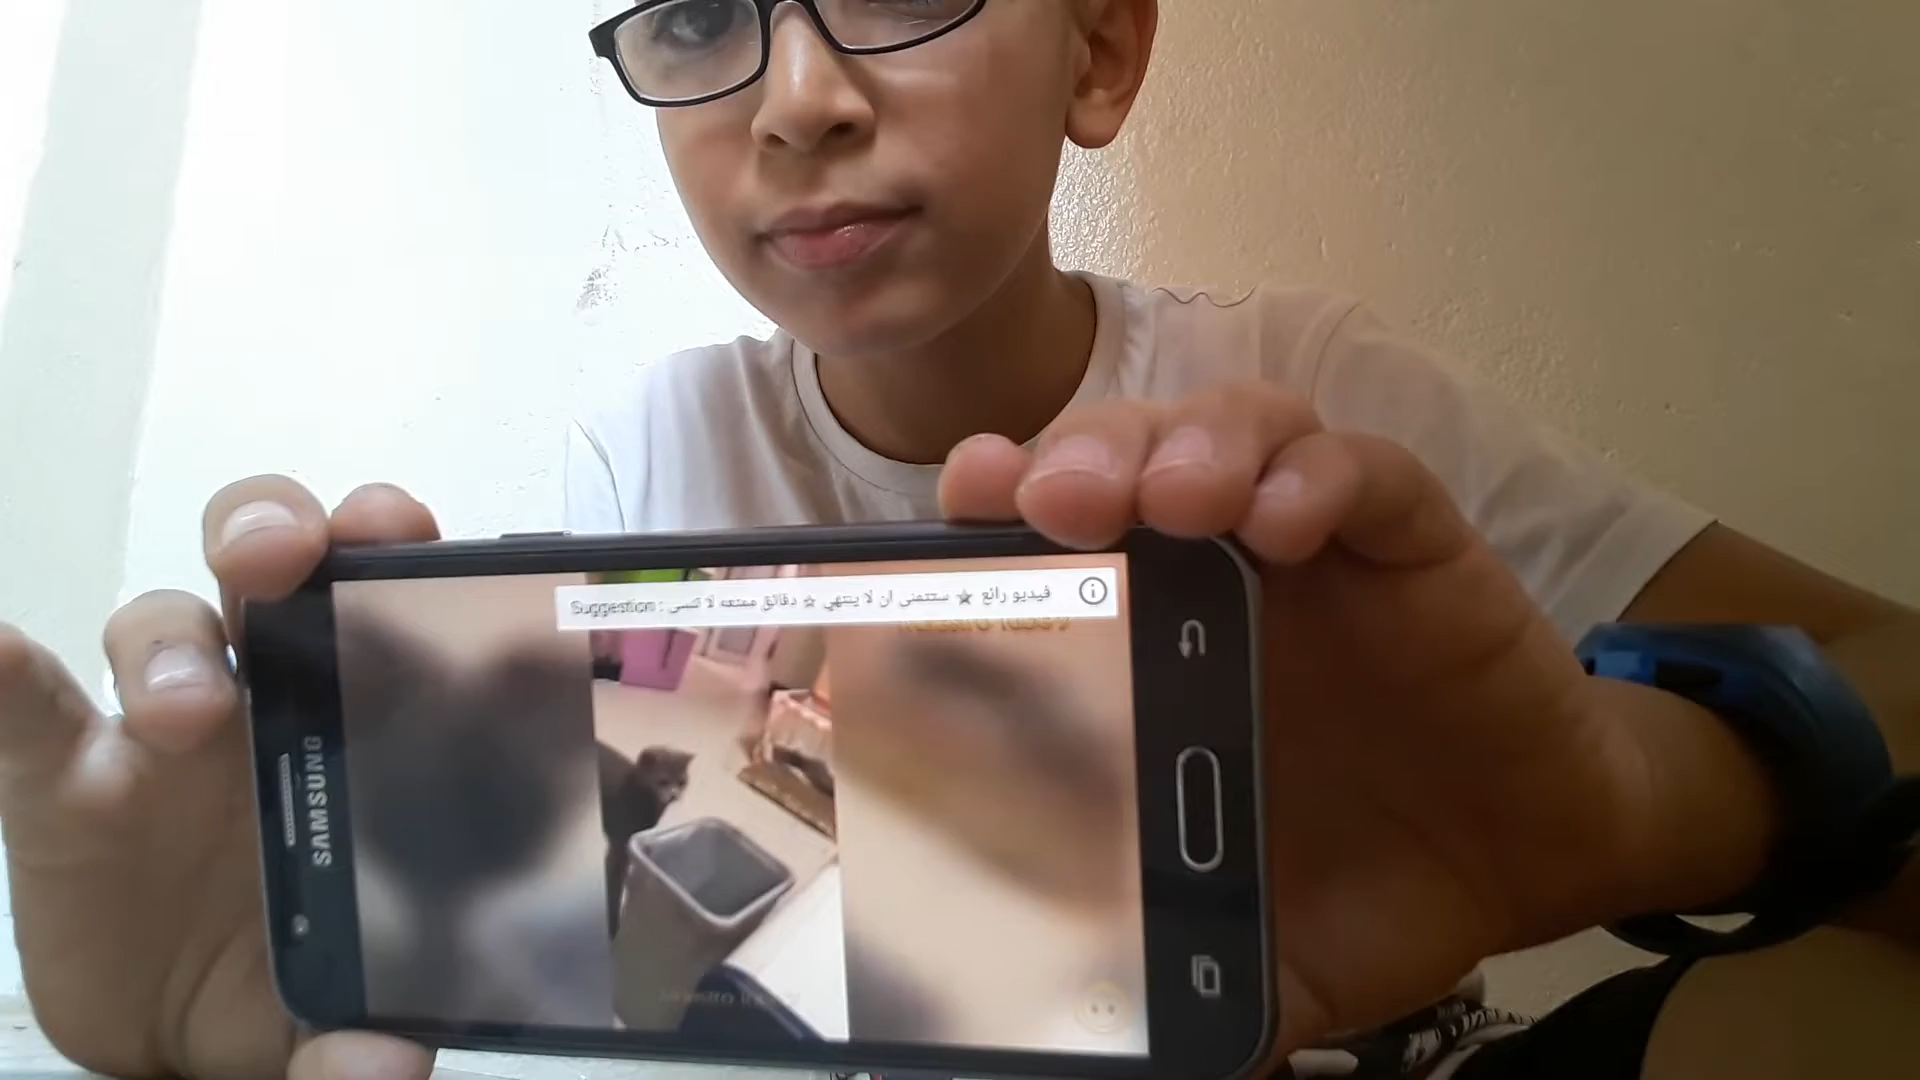 Suggestion : فيديو رائع ★ ستتمنى ان لا ينتهي ☆ دقائق ممتعه لا تنسى
SAMSUNG